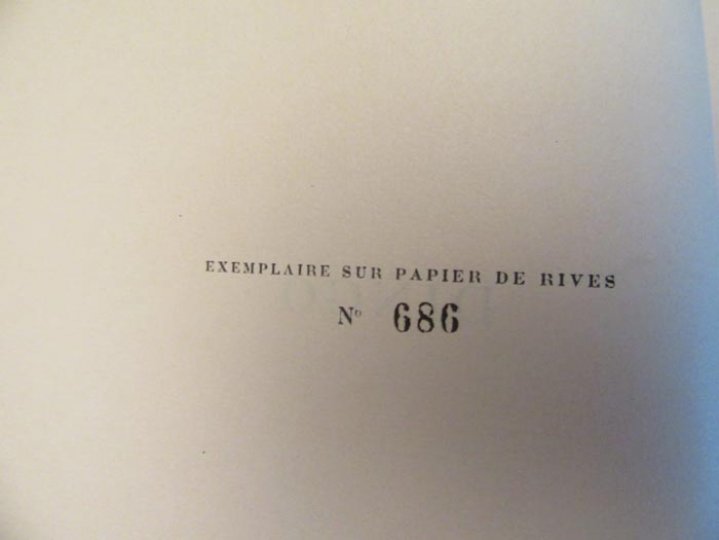 EXEMPLAIRE SUR PAPIER DE RIVES
Nº 686